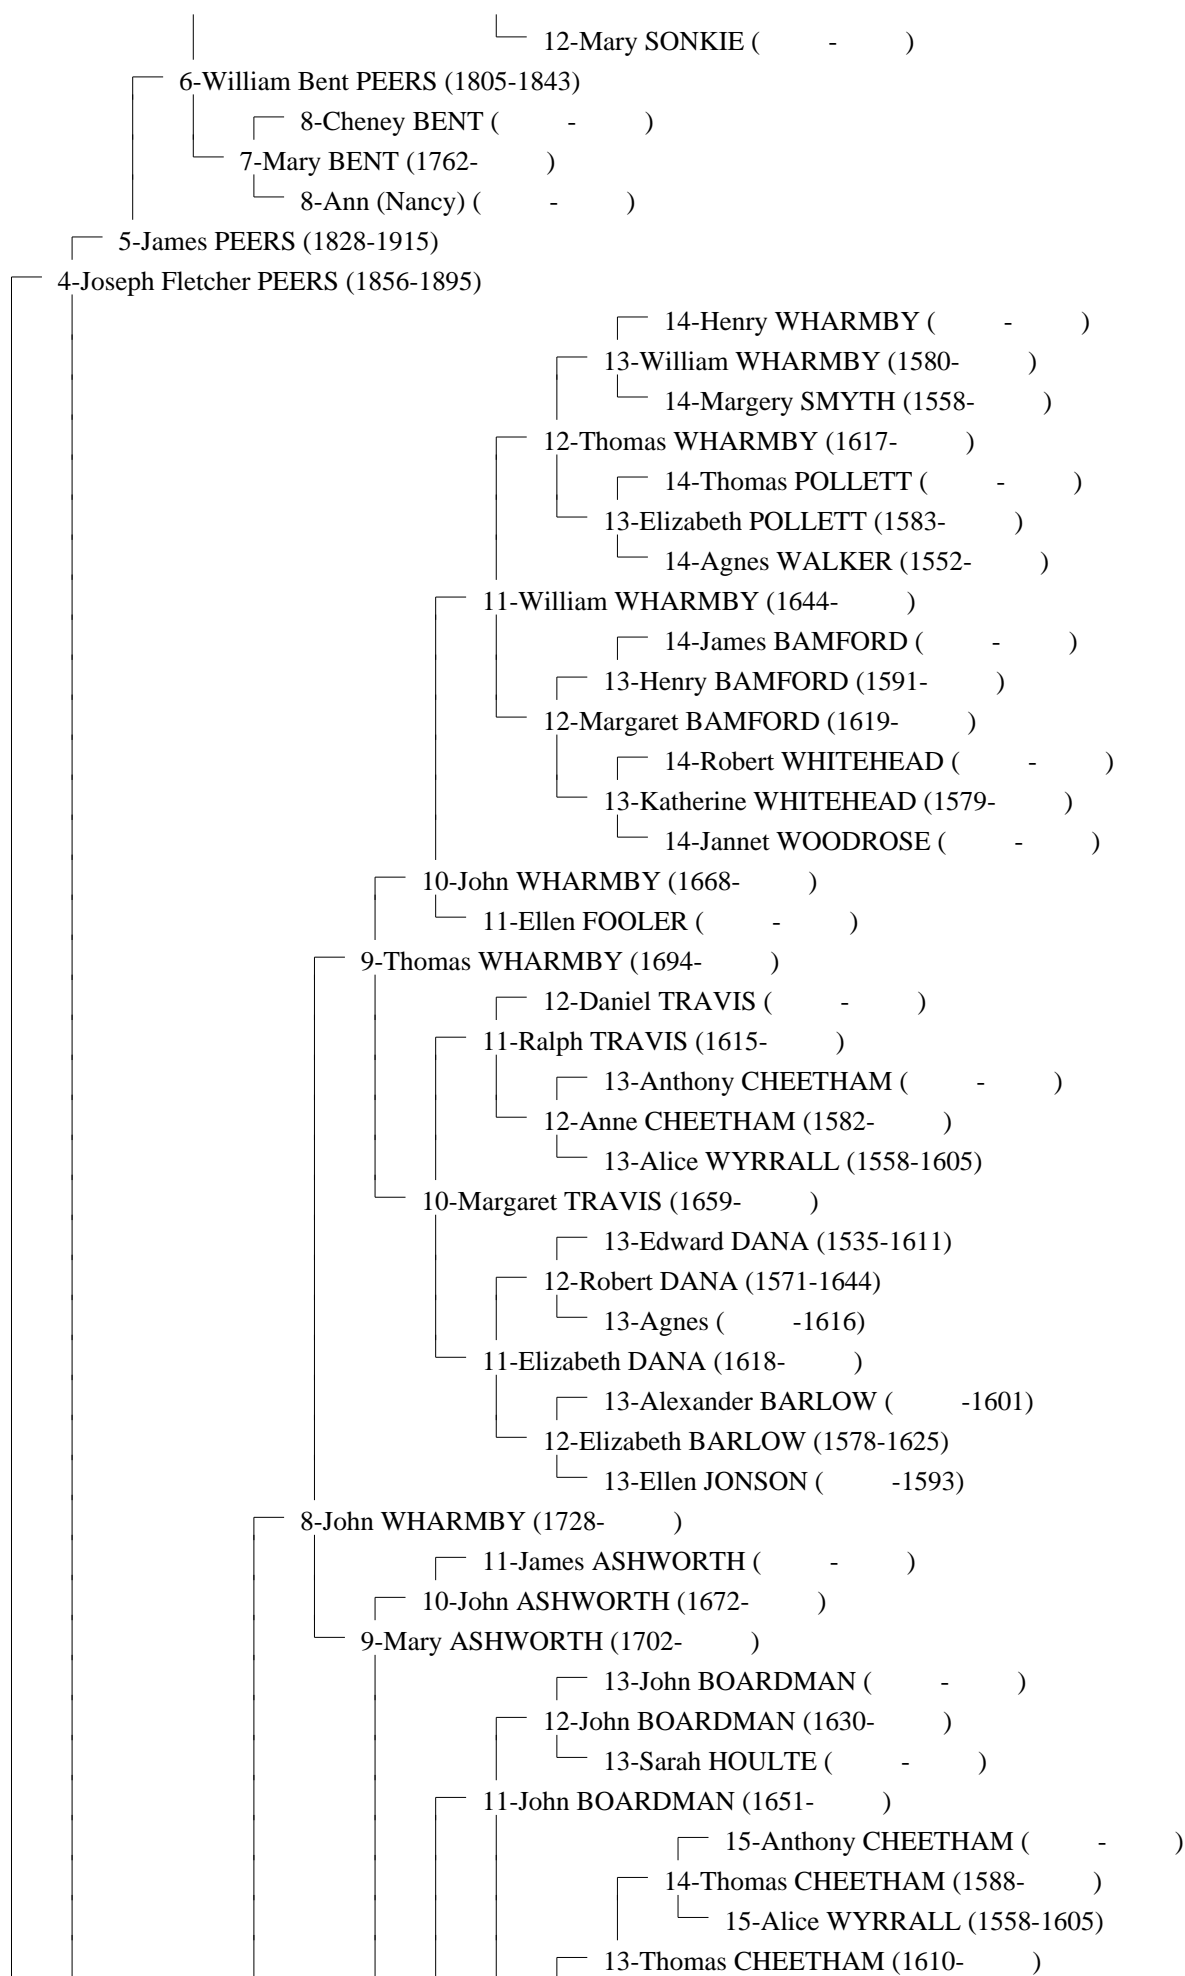 12-Mary SONKIE ( - )
6-William Bent PEERS (1805-1843)
8-Cheney BENT ( - )
7-Mary BENT (1762- )
8-Ann (Nancy) ( - )
5-James PEERS (1828-1915)
4-Joseph Fletcher PEERS (1856-1895)
14-Henry WHARMBY ( - )
13-William WHARMBY (1580- )
14-Margery SMYTH (1558- )
12-Thomas WHARMBY (1617- )
14-Thomas POLLETT ( - )
13-Elizabeth POLLETT (1583- )
14-Agnes WALKER (1552- )
11-William WHARMBY (1644- )
14-James BAMFORD ( - )
13-Henry BAMFORD (1591- )
12-Margaret BAMFORD (1619- )
14-Robert WHITEHEAD ( - )
13-Katherine WHITEHEAD (1579- )
14-Jannet WOODROSE ( - )
10-John WHARMBY (1668- )
11-Ellen FOOLER ( - )
9-Thomas WHARMBY (1694- )
12-Daniel TRAVIS ( - )
11-Ralph TRAVIS (1615- )
13-Anthony CHEETHAM ( - )
12-Anne CHEETHAM (1582- )
13-Alice WYRRALL (1558-1605)
10-Margaret TRAVIS (1659- )
13-Edward DANA (1535-1611)
12-Robert DANA (1571-1644)
13-Agnes ( -1616)
11-Elizabeth DANA (1618- )
13-Alexander BARLOW ( -1601)
12-Elizabeth BARLOW (1578-1625)
13-Ellen JONSON ( -1593)
8-John WHARMBY (1728- )
11-James ASHWORTH ( - )
10-John ASHWORTH (1672- )
9-Mary ASHWORTH (1702- )
13-John BOARDMAN ( - )
12-John BOARDMAN (1630- )
13-Sarah HOULTE ( - )
11-John BOARDMAN (1651- )
15-Anthony CHEETHAM ( - )
14-Thomas CHEETHAM (1588- )
15-Alice WYRRALL (1558-1605)
13-Thomas CHEETHAM (1610- )